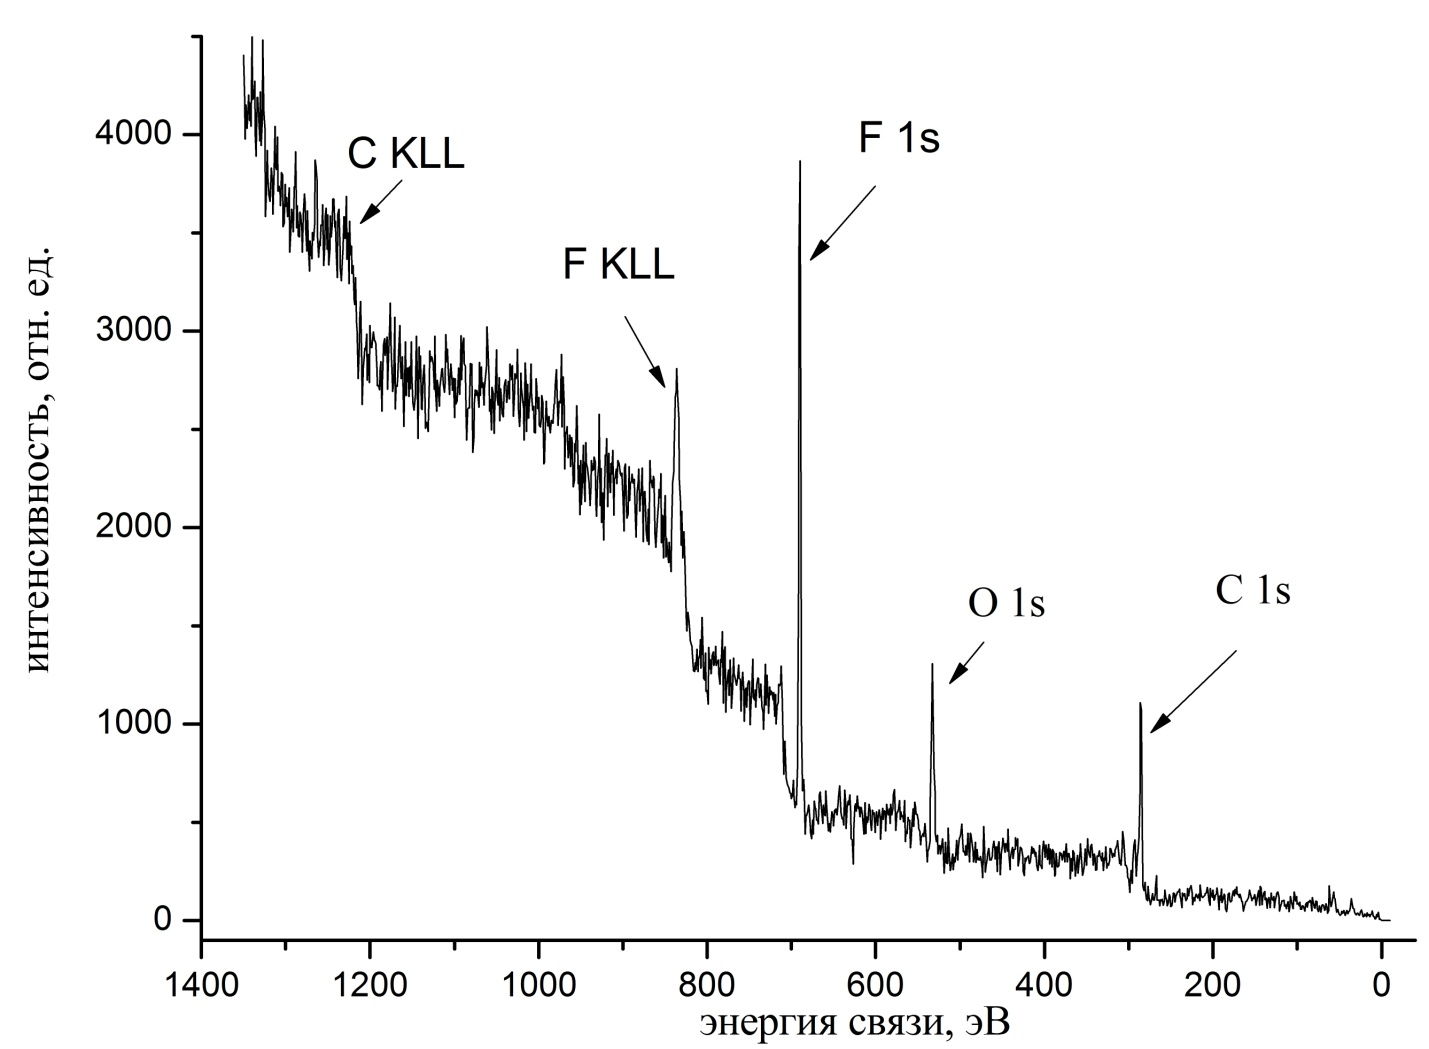 4000
3000
2000
1000
0
интенсивность, отн. ед.
C KLL
F KLL
F 1s
O 1s
C 1s
1400 1200 1000 800 600 400 200 0
энергия связи, эВ